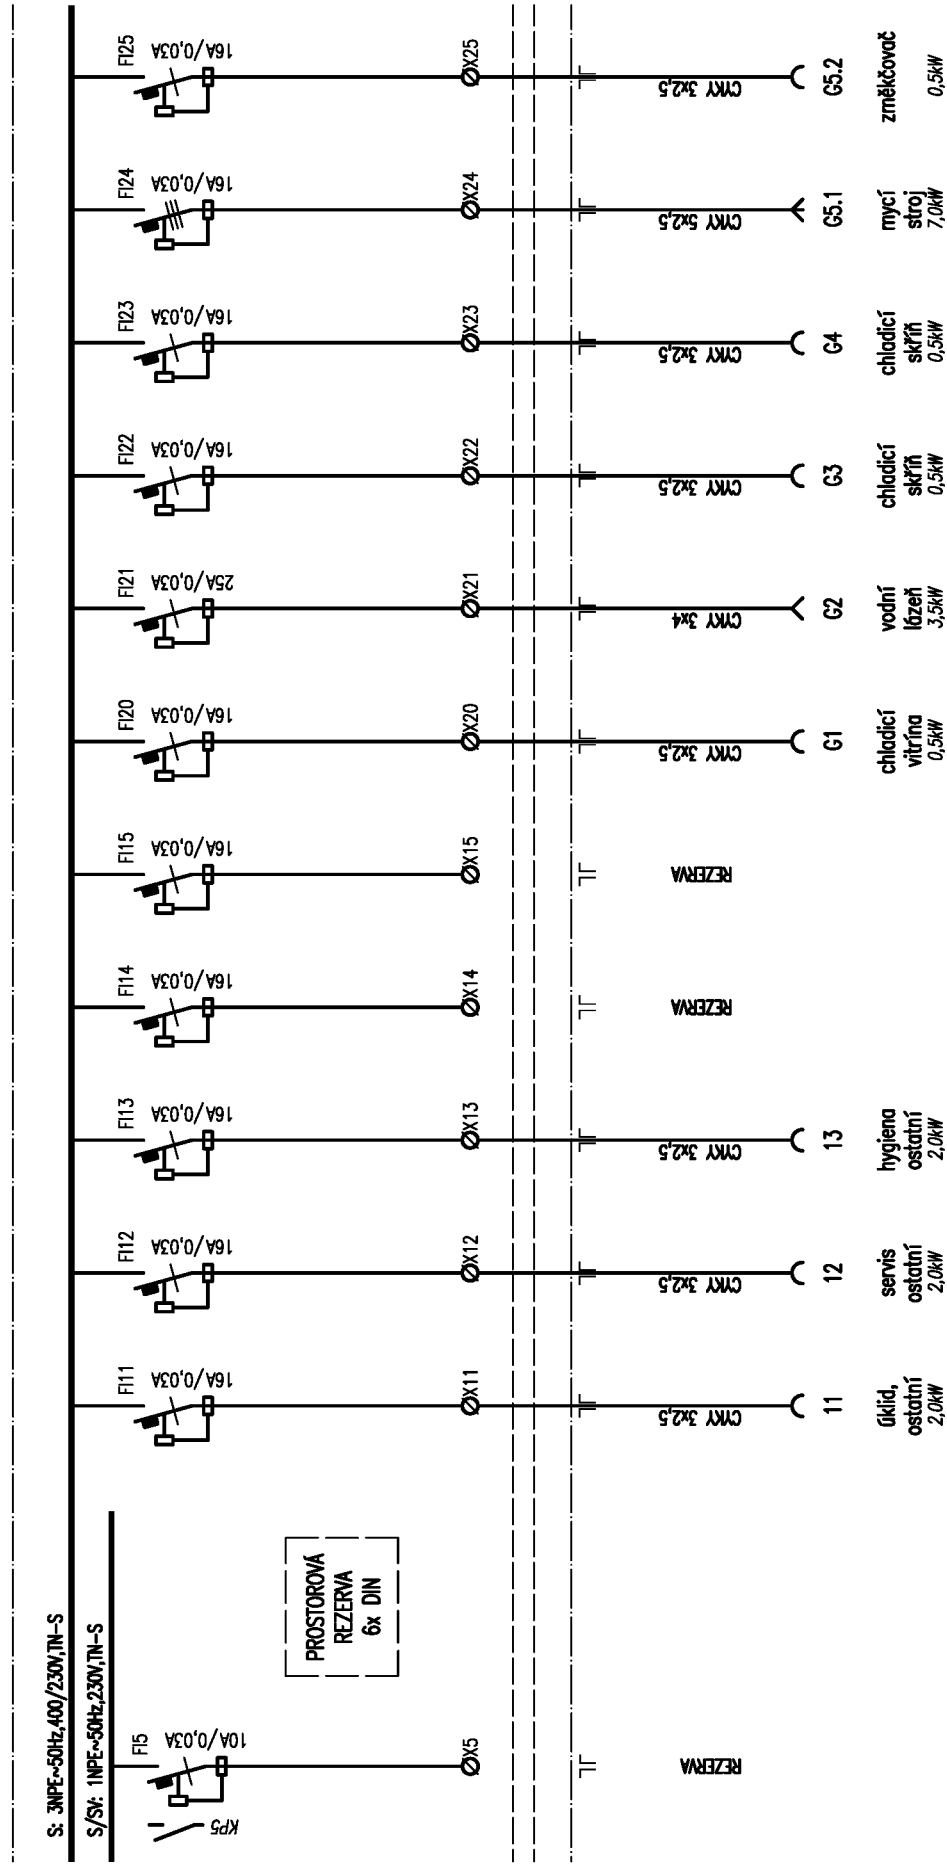 S: 3NPE~50Hz,400/230V,TN-S
S/SV: 1NPE~50Hz,230V,TN-S
FI5
10A/0,03A
KP5
X5
REZERVA
PROSTOROVÁ
REZERVA
6x DIN
FI11
16A/0,03A
X11
CYKY 3x2,5
11
úklid,
ostatní
2,0kW
FI12
16A/0,03A
X12
CYKY 3x2,5
12
servis
ostatní
2,0kW
FI13
16A/0,03A
X13
CYKY 3x2,5
13
hygiena
ostatní
2,0kW
FI14
16A/0,03A
X14
REZERVA
FI15
16A/0,03A
X15
REZERVA
FI20
16A/0,03A
X20
CYKY 3x2,5
G1
chladicí
vitrína
0,5kW
FI21
25A/0,03A
X21
CYKY 3x4
G2
vodní
lázeň
3,5kW
FI22
16A/0,03A
X22
CYKY 3x2,5
G3
chladicí
skříň
0,5kW
FI23
16A/0,03A
X23
CYKY 3x2,5
G4
chladicí
skříň
0,5kW
FI24
16A/0,03A
X24
CYKY 5x2,5
G5.1
mycí
stroj
7,0kW
FI25
16A/0,03A
X25
CYKY 3x2,5
G5.2
změkčovač
0,5kW